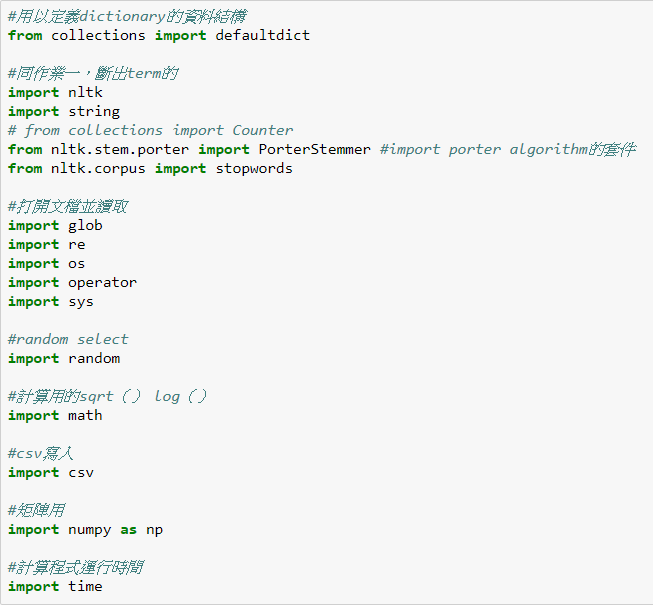 #用以定義dictionary的資料結構
from collections import defaultdict
#同作業一，斷出term的
import nltk
import string
# from collections import Counter
from nltk.stem.porter import PorterStemmer #import porter algorithm的套件
from nltk.corpus import stopwords
#打開文檔並讀取
import glob
import re
import os
import operator
import sys
#random select
import random
#計算用的sqrt（） log（）
import math
#csv寫入
import csv
#矩陣用
import numpy as np
#計算程式運行時間
import time